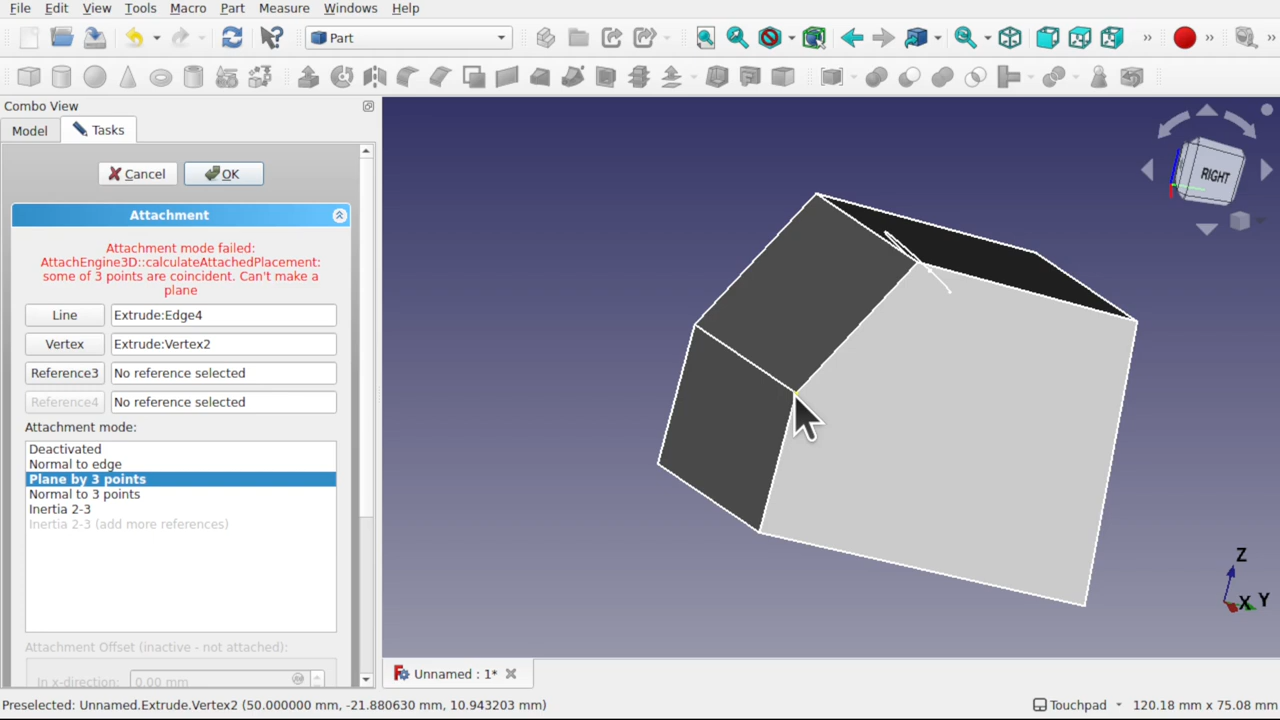 File Edit View Tools Macro Part Measure Windows Help
Part
Combo View
Model Tasks
Cancel OK
Attachment
Attachment mode failed:
AttachEngine3D::calculateAttachedPlacement:
some of 3 points are coincident. Can't make a
plane
Line Extrude:Edge4
Vertex Extrude:Vertex2
Reference3 No reference selected
Reference4 No reference selected
Attachment mode:
Deactivated
Normal to edge
Plane by 3 points
Normal to 3 points
Inertia 2-3
Inertia 2-3 (add more references)
Attachment Offset (inactive - not attached):
In x-direction: 0.00 mm
RIGHT
Z
X Y
Unnamed : 1*
Preselected: Unnamed.Extrude.Vertex2 (50.000000 mm, -21.880630 mm, 10.943203 mm)
Touchpad 120.18 mm x 75.08 mm